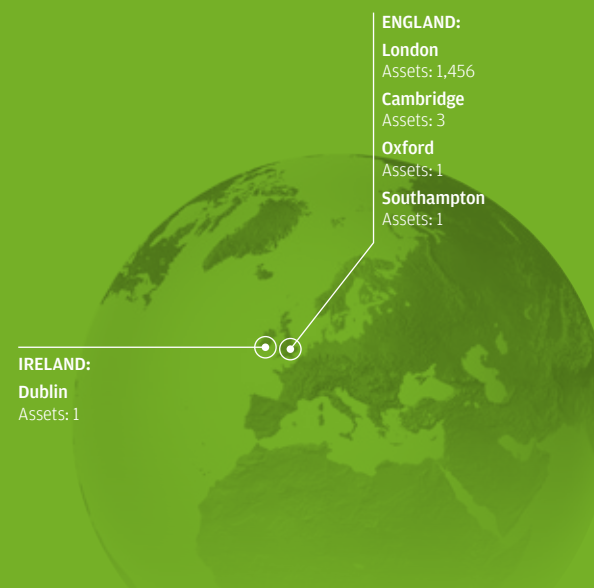 ENGLAND:
London
Assets: 1,456
Cambridge
Assets: 3
Oxford
Assets: 1
Southampton
Assets: 1
IRELAND:
Dublin
Assets: 1